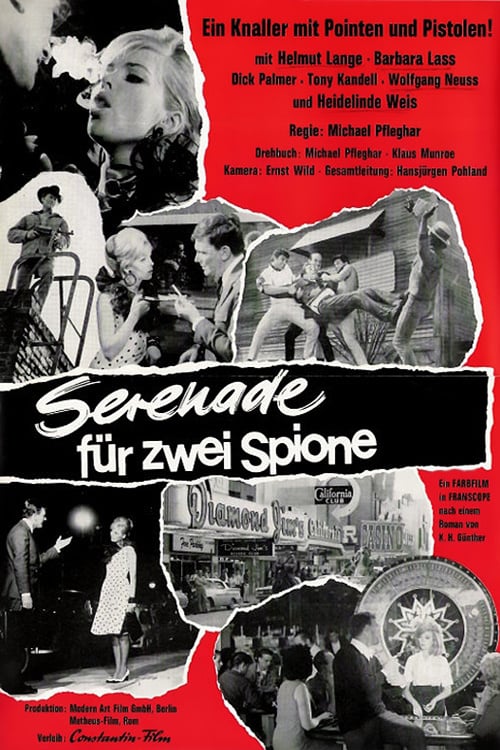 Ein Knaller mit Pointen und Pistolen!
mit Helmut Lange · Barbara Lass
Dick Palmer · Tony Kandell · Wolfgang Neuss
und Heidelinde Weis
Regie: Michael Pfleghar
Drehbuch: Michael Pfleghar · Klaus Munroe
Kamera: Ernst Wild · Gesamtleitung: Hansjürgen Pohland
Serenade
für zwei Spione
Ein FARBFILM
in FRANSCOPE
nach einem
Roman von
K. H. Günther
California
CLUB
Diamond Jim's
Diamond Jim's
CASINO
Produktion: Modern Art Film GmbH, Berlin
Metheus-Film, Rom
Verleih: Constantin-Film